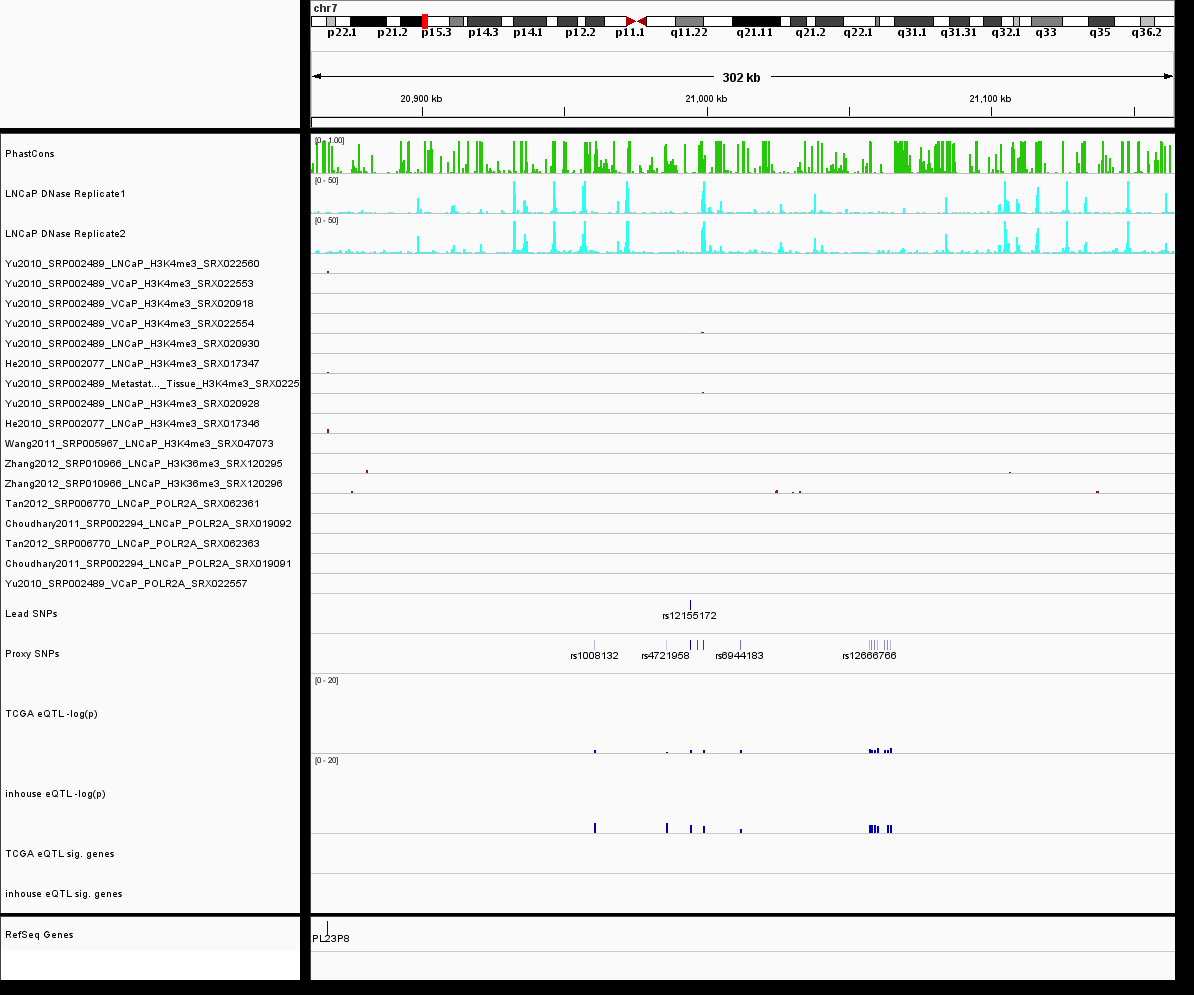 chr7
p22.1 p21.2 p15.3 p14.3 p14.1 p12.2 p11.1 q11.22 q21.11 q21.2 q22.1 q31.1 q31.31 q32.1 q33 q35 q36.2
302 kb
20,900 kb 21,000 kb 21,100 kb
[0 - 1.00]
PhastCons
[0 - 50]
LNCaP DNase Replicate1
[0 - 50]
LNCaP DNase Replicate2
Yu2010_SRP002489_LNCaP_H3K4me3_SRX022560
Yu2010_SRP002489_VCaP_H3K4me3_SRX022553
Yu2010_SRP002489_VCaP_H3K4me3_SRX020918
Yu2010_SRP002489_VCaP_H3K4me3_SRX022554
Yu2010_SRP002489_LNCaP_H3K4me3_SRX020930
He2010_SRP002077_LNCaP_H3K4me3_SRX017347
Yu2010_SRP002489_Metastat..._Tissue_H3K4me3_SRX0225
Yu2010_SRP002489_LNCaP_H3K4me3_SRX020928
He2010_SRP002077_LNCaP_H3K4me3_SRX017346
Wang2011_SRP005967_LNCaP_H3K4me3_SRX047073
Zhang2012_SRP010966_LNCaP_H3K36me3_SRX120295
Zhang2012_SRP010966_LNCaP_H3K36me3_SRX120296
Tan2012_SRP006770_LNCaP_POLR2A_SRX062361
Choudhary2011_SRP002294_LNCaP_POLR2A_SRX019092
Tan2012_SRP006770_LNCaP_POLR2A_SRX062363
Choudhary2011_SRP002294_LNCaP_POLR2A_SRX019091
Yu2010_SRP002489_VCaP_POLR2A_SRX022557
Lead SNPs
rs12155172
Proxy SNPs
rs1008132 rs4721958 rs6944183 rs12666766
[0 - 20]
TCGA eQTL -log(p)
[0 - 20]
inhouse eQTL -log(p)
TCGA eQTL sig. genes
inhouse eQTL sig. genes
RefSeq Genes
PL23P8